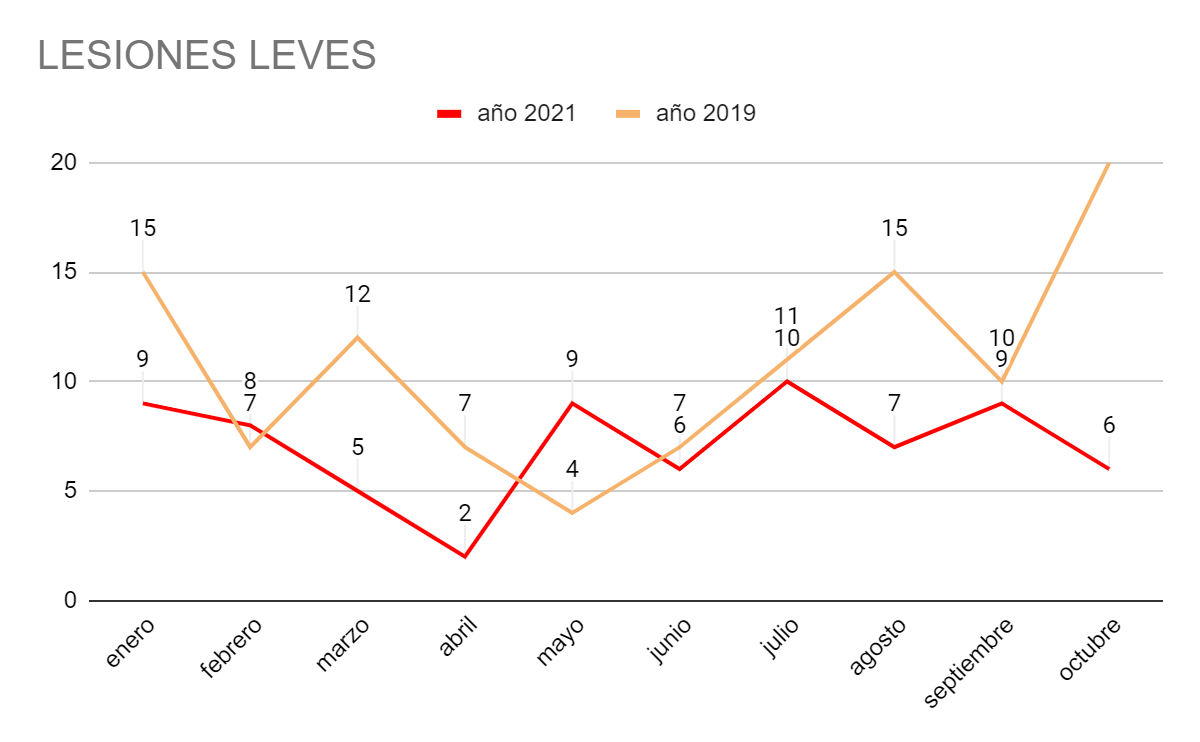 LESIONES LEVES
año 2021 año 2019
20
15
10
5
0
15
9
8
7
12
5
7
2
9
4
7
6
11
10
15
7
10
9
6
enero
febrero
marzo
abril
mayo
junio
julio
agosto
septiembre
octubre